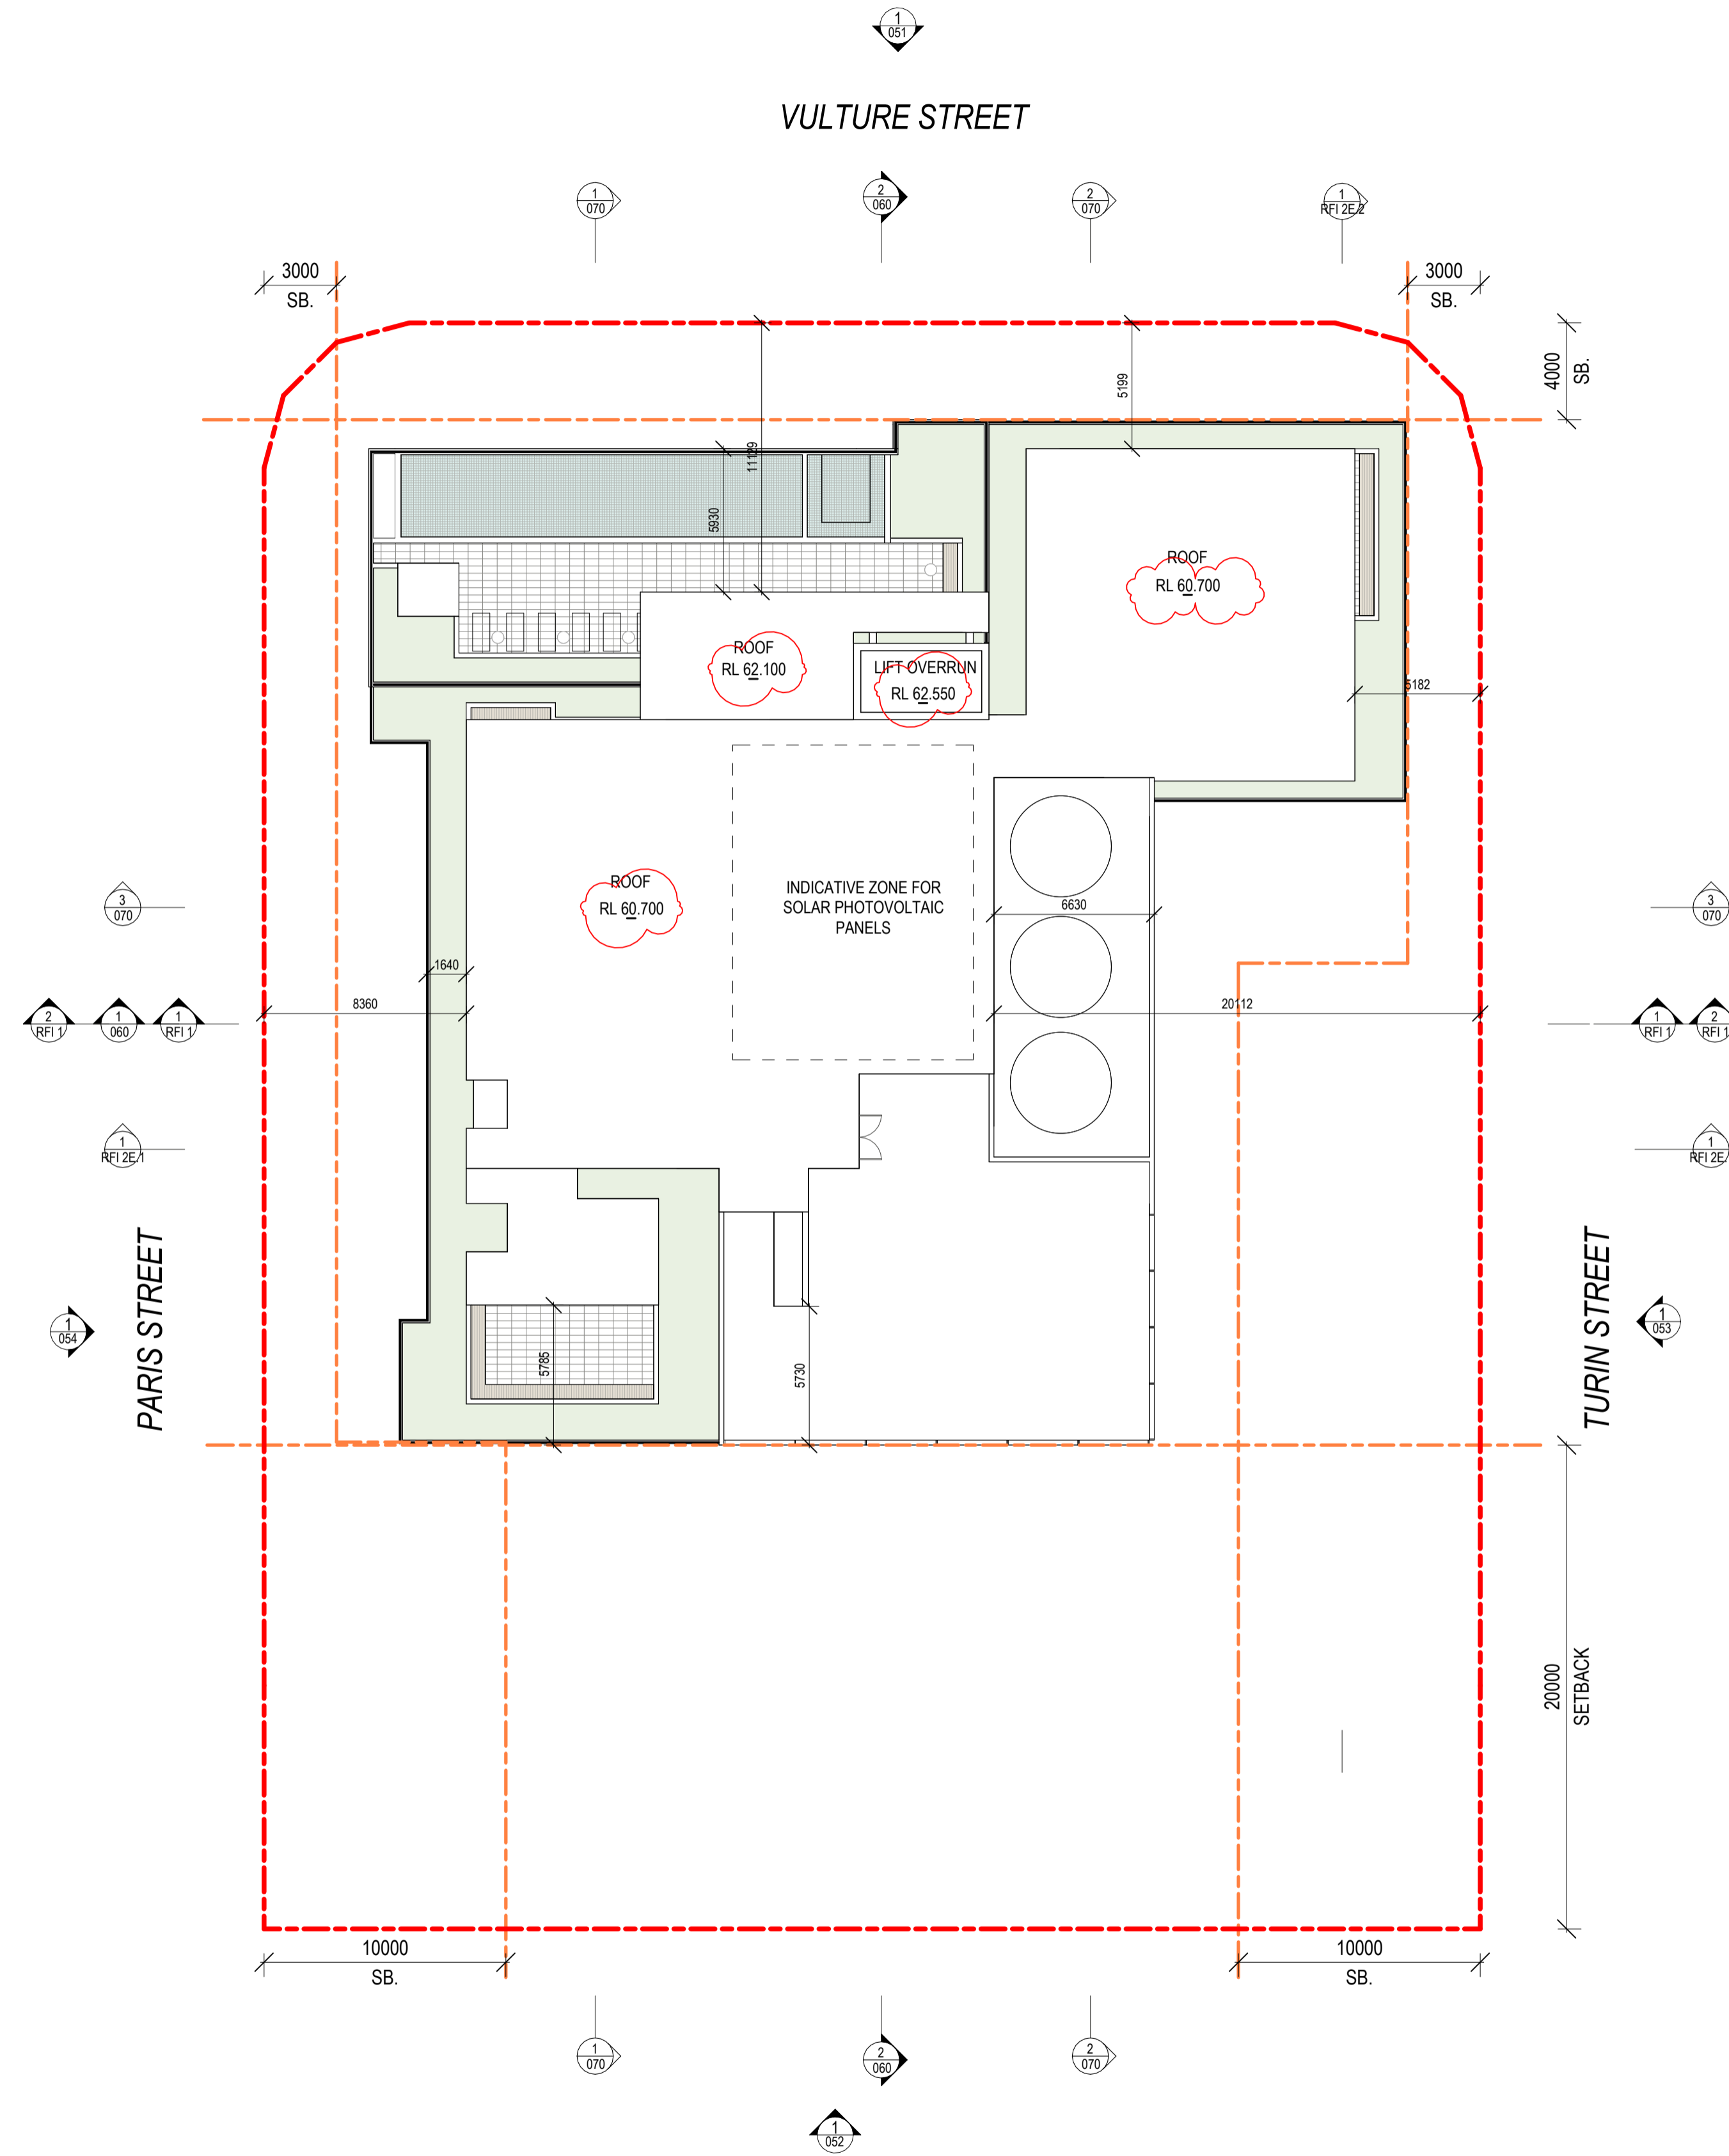 1
051
VULTURE STREET
1
070
2
060
2
070
1
RFI 2E.2
3000
SB.
3000
SB.
4000
SB.
5199
11129
5930
ROOF
RL 60.700
ROOF
RL 62.100
LIFT OVERRUN
RL 62.550
5182
ROOF
RL 60.700
INDICATIVE ZONE FOR
SOLAR PHOTOVOLTAIC
PANELS
6630
3
070
3
070
1640
8360
20112
2
RFI 1
1
060
1
RFI 1
1
RFI 1
2
RFI 1
1
RFI 2E.1
1
RFI 2E.
PARIS STREET
TURIN STREET
1
054
1
053
5785
5730
20000
SETBACK
10000
SB.
10000
SB.
1
070
2
060
2
070
1
052